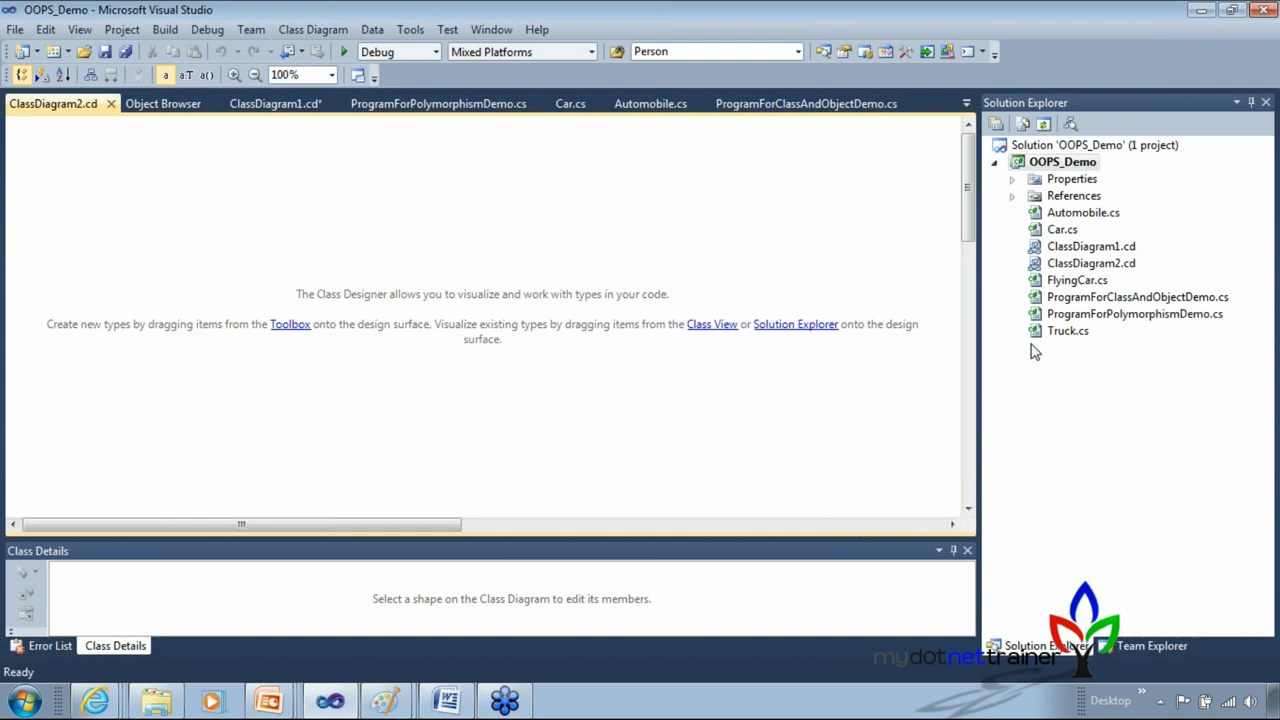 OOPS_Demo - Microsoft Visual Studio
File Edit View Project Build Debug Team Class Diagram Data Tools Test Window Help
Debug Mixed Platforms Person
a aT a() 100%
ClassDiagram2.cd Object Browser ClassDiagram1.cd* ProgramForPolymorphismDemo.cs Car.cs Automobile.cs ProgramForClassAndObjectDemo.cs
The Class Designer allows you to visualize and work with types in your code.
Create new types by dragging items from the Toolbox onto the design surface. Visualize existing types by dragging items from the Class View or Solution Explorer onto the design
surface.
Solution Explorer
Solution 'OOPS_Demo' (1 project)
OOPS_Demo
Properties
References
Automobile.cs
Car.cs
ClassDiagram1.cd
ClassDiagram2.cd
FlyingCar.cs
ProgramForClassAndObjectDemo.cs
ProgramForPolymorphismDemo.cs
Truck.cs
Class Details
Select a shape on the Class Diagram to edit its members.
Error List Class Details
Solution Explorer Team Explorer
mydotnettrainer
Ready
Desktop